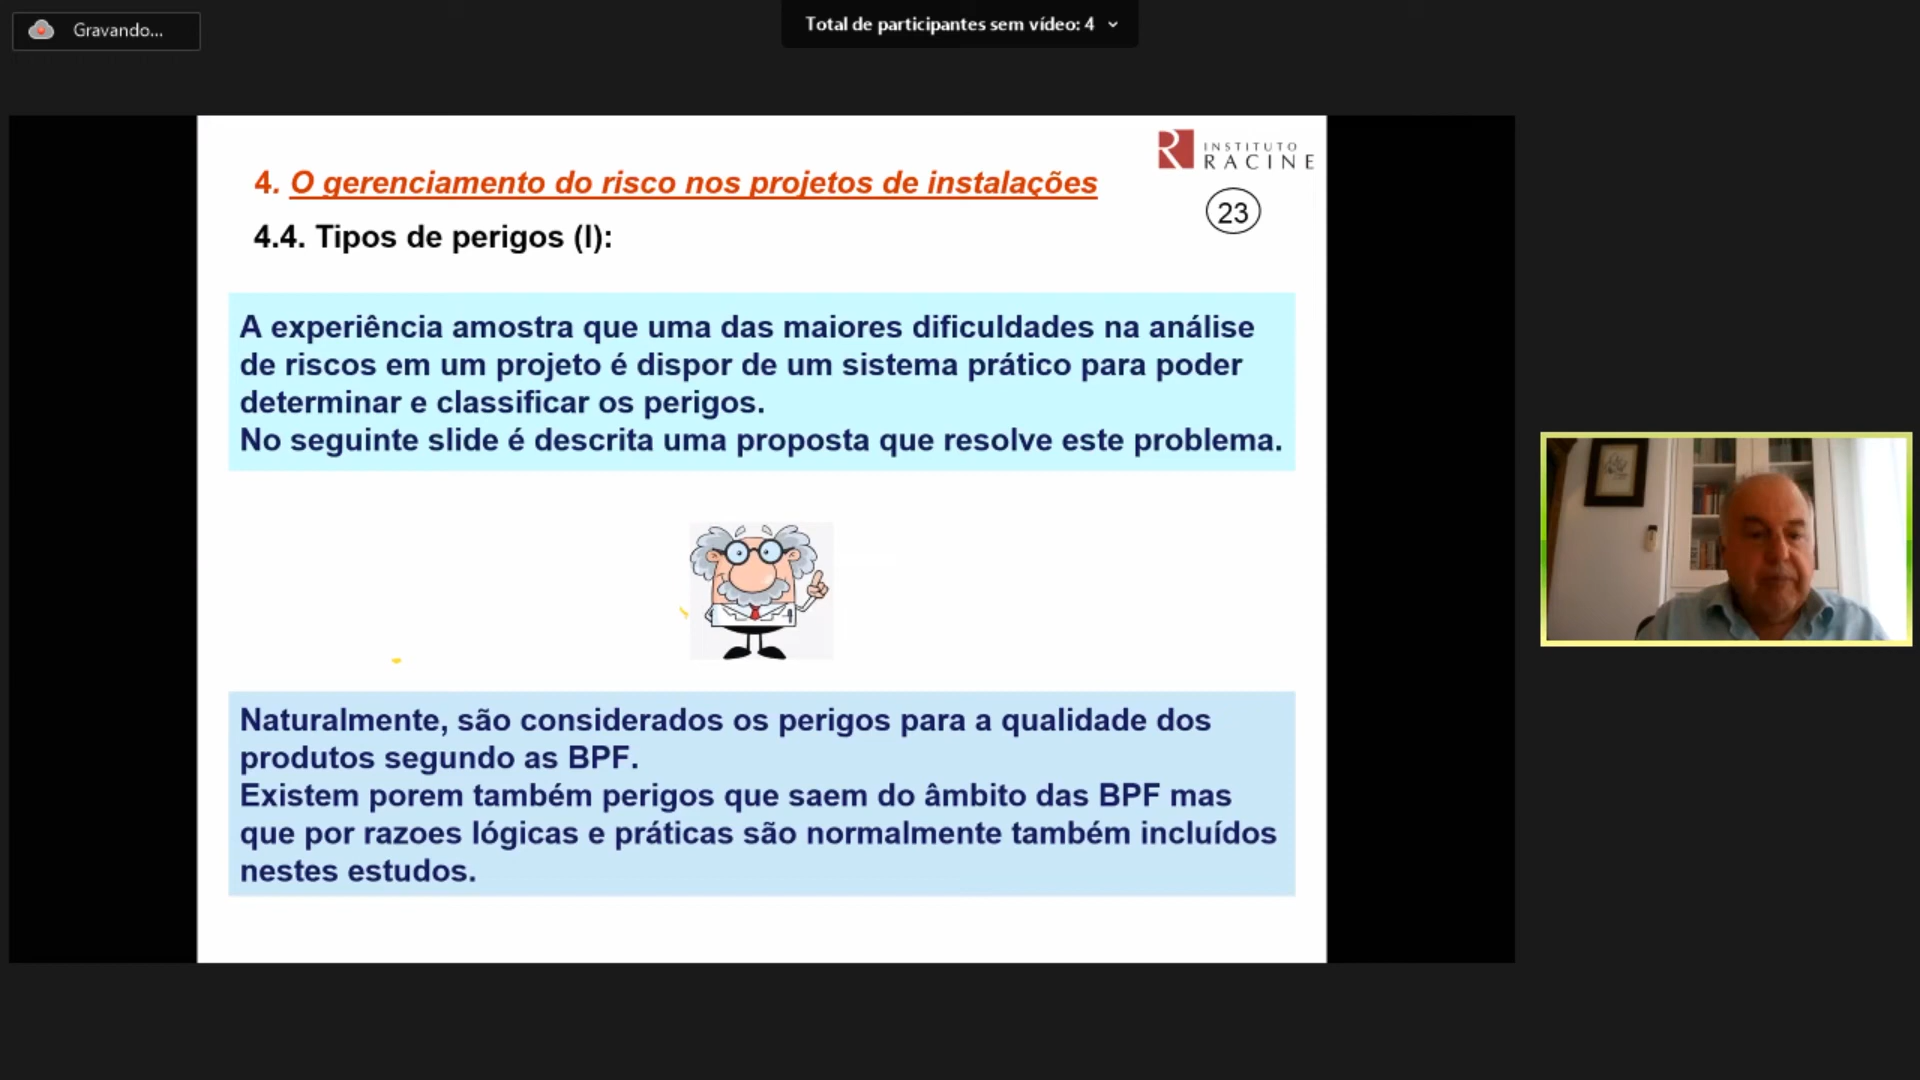 Gravando...
Total de participantes sem vídeo: 4
INSTITUTO
RACINE
4. O gerenciamento do risco nos projetos de instalações
23
4.4. Tipos de perigos (I):
A experiência amostra que uma das maiores dificuldades na análise
de riscos em um projeto é dispor de um sistema prático para poder
determinar e classificar os perigos.
No seguinte slide é descrita uma proposta que resolve este problema.
Naturalmente, são considerados os perigos para a qualidade dos
produtos segundo as BPF.
Existem porem também perigos que saem do âmbito das BPF mas
que por razoes lógicas e práticas são normalmente também incluídos
nestes estudos.